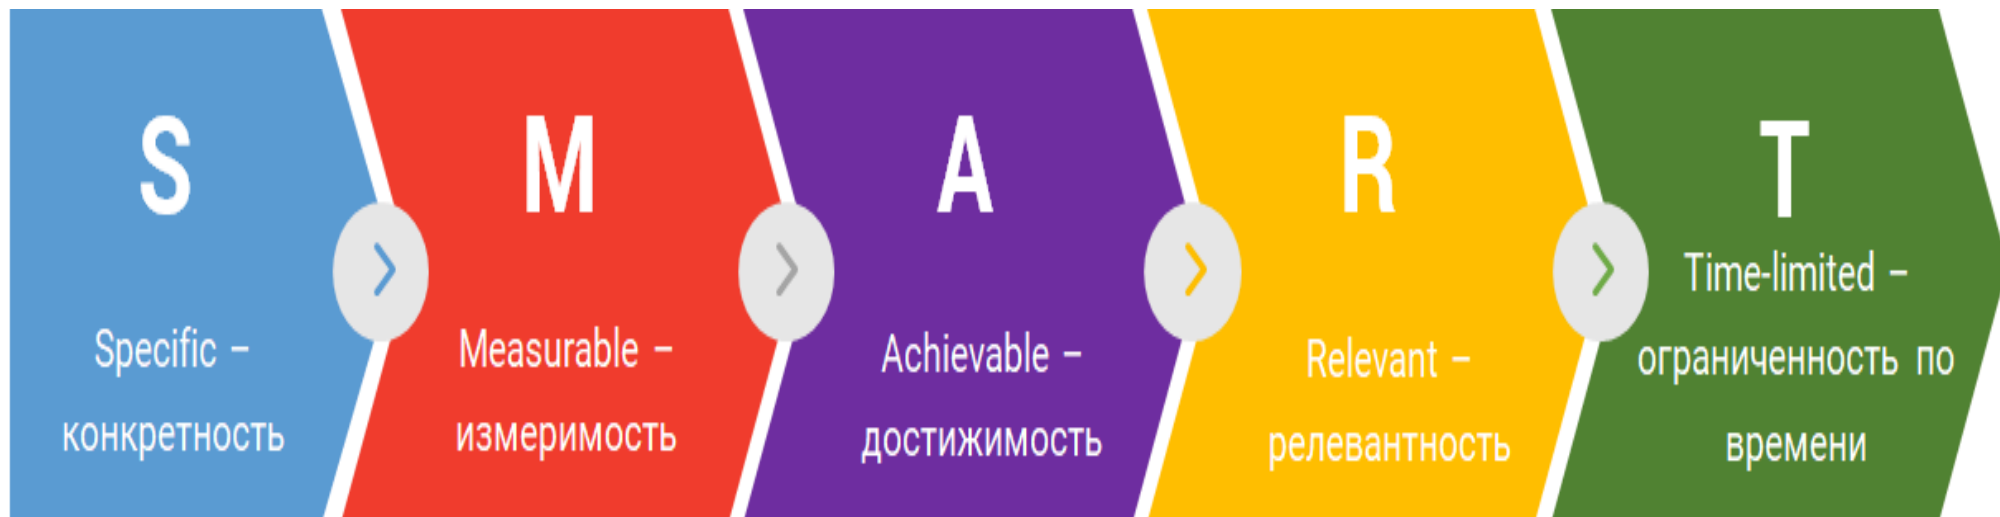 S
Specific –
конкретность
M
Measurable –
измеримость
A
Achievable –
достижимость
R
Relevant –
релевантность
T
Time-limited –
ограниченность по
времени